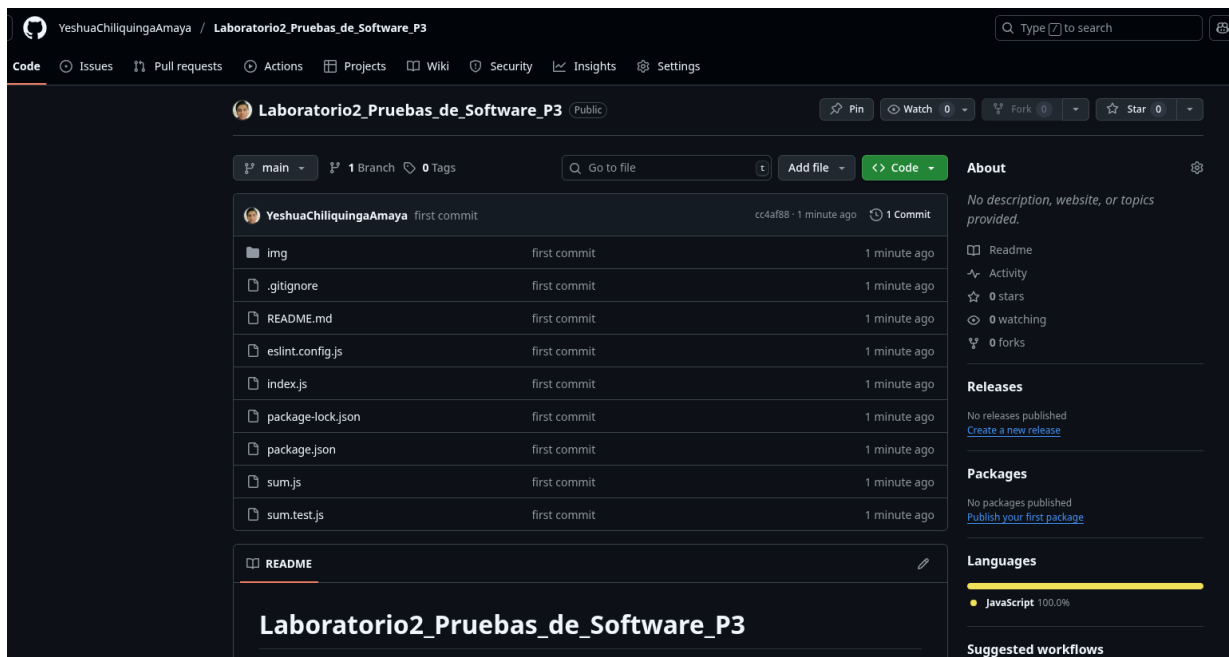 YeshuaChiliquingaAmaya / Laboratorio2_Pruebas_de_Software_P3
Type / to search
Code Issues Pull requests Actions Projects Wiki Security Insights Settings
Laboratorio2_Pruebas_de_Software_P3 Public
Pin Watch 0 Fork 0 Star 0
main 1 Branch 0 Tags Go to file t Add file <> Code
YeshuaChiliquingaAmaya first commit cc4af88 · 1 minute ago 1 Commit
img first commit 1 minute ago
.gitignore first commit 1 minute ago
README.md first commit 1 minute ago
eslint.config.js first commit 1 minute ago
index.js first commit 1 minute ago
package-lock.json first commit 1 minute ago
package.json first commit 1 minute ago
sum.js first commit 1 minute ago
sum.test.js first commit 1 minute ago
README
Laboratorio2_Pruebas_de_Software_P3
About
No description, website, or topics
provided.
Readme
Activity
0 stars
0 watching
0 forks
Releases
No releases published
Create a new release
Packages
No packages published
Publish your first package
Languages
JavaScript 100.0%
Suggested workflows